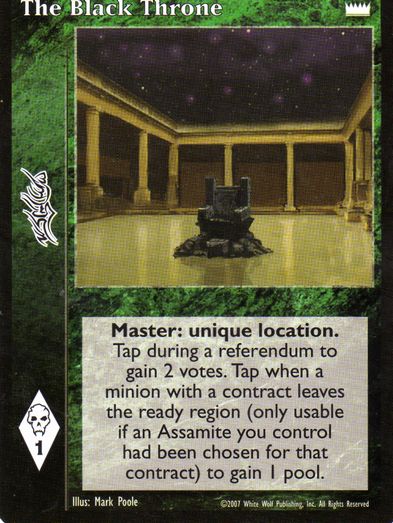 The Black Throne
Master: unique location.
Tap during a referendum to
gain 2 votes. Tap when a
minion with a contract leaves
the ready region (only usable
if an Assamite you control
had been chosen for that
contract) to gain 1 pool.
1
Illus: Mark Poole
©2007 White Wolf Publishing, Inc. All Rights Reserved